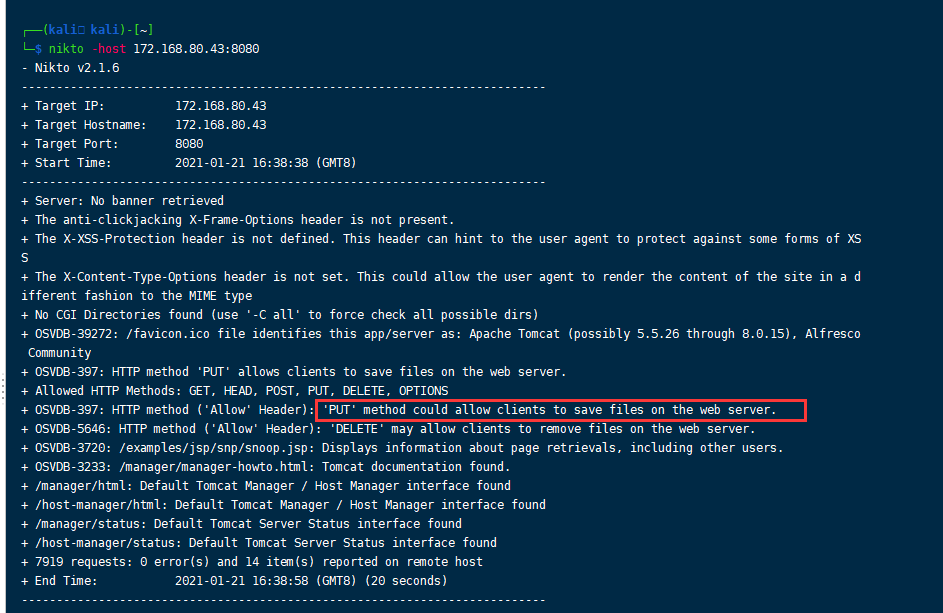 ┌──(kali㉿ kali)-[~]
└─$ nikto -host 172.168.80.43:8080
- Nikto v2.1.6
---------------------------------------------------------------------------
+ Target IP:          172.168.80.43
+ Target Hostname:    172.168.80.43
+ Target Port:        8080
+ Start Time:         2021-01-21 16:38:38 (GMT8)
---------------------------------------------------------------------------
+ Server: No banner retrieved
+ The anti-clickjacking X-Frame-Options header is not present.
+ The X-XSS-Protection header is not defined. This header can hint to the user agent to protect against some forms of XS
S
+ The X-Content-Type-Options header is not set. This could allow the user agent to render the content of the site in a d
ifferent fashion to the MIME type
+ No CGI Directories found (use '-C all' to force check all possible dirs)
+ OSVDB-39272: /favicon.ico file identifies this app/server as: Apache Tomcat (possibly 5.5.26 through 8.0.15), Alfresco
 Community
+ OSVDB-397: HTTP method 'PUT' allows clients to save files on the web server.
+ Allowed HTTP Methods: GET, HEAD, POST, PUT, DELETE, OPTIONS
+ OSVDB-397: HTTP method ('Allow' Header): 'PUT' method could allow clients to save files on the web server.
+ OSVDB-5646: HTTP method ('Allow' Header): 'DELETE' may allow clients to remove files on the web server.
+ OSVDB-3720: /examples/jsp/snp/snoop.jsp: Displays information about page retrievals, including other users.
+ OSVDB-3233: /manager/manager-howto.html: Tomcat documentation found.
+ /manager/html: Default Tomcat Manager / Host Manager interface found
+ /host-manager/html: Default Tomcat Manager / Host Manager interface found
+ /manager/status: Default Tomcat Server Status interface found
+ /host-manager/status: Default Tomcat Server Status interface found
+ 7919 requests: 0 error(s) and 14 item(s) reported on remote host
+ End Time:           2021-01-21 16:38:58 (GMT8) (20 seconds)
---------------------------------------------------------------------------